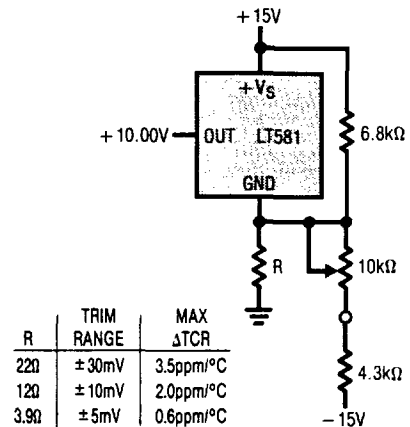 +15V
+VS
+10.00V OUT LT581
6.8kΩ
GND
R
10kΩ
4.3kΩ
−15V
R TRIM RANGE MAX ΔTCR
22Ω ±30mV 3.5ppm/°C
12Ω ±10mV 2.0ppm/°C
3.9Ω ±5mV 0.6ppm/°C